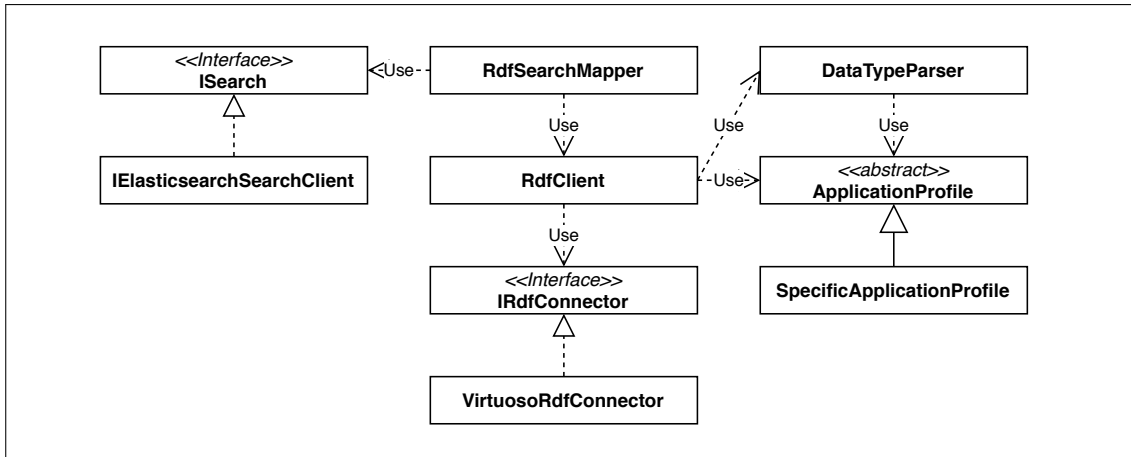 <<Interface>>
ISearch
Use
RdfSearchMapper
DataTypeParser
Use
Use
Use
IElasticsearchSearchClient
RdfClient
Use
<<abstract>>
ApplicationProfile
Use
<<Interface>>
IRdfConnector
SpecificApplicationProfile
VirtuosoRdfConnector